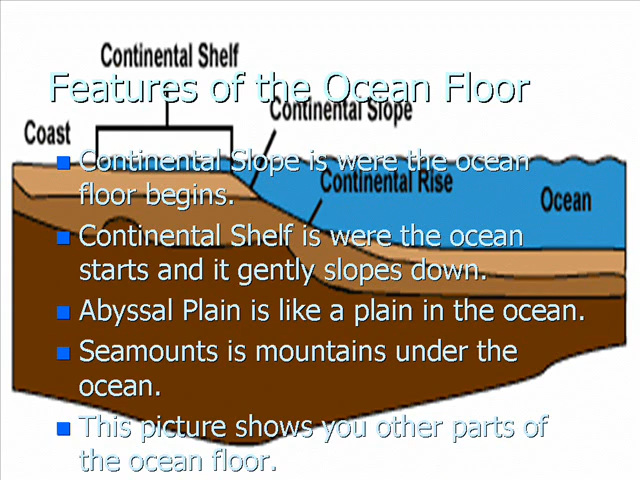 Continental Shelf
Features of the Ocean Floor
Continental Slope
Coast
Continental Slope is were the ocean
floor begins.
Continental Rise
Ocean
Continental Shelf is were the ocean
starts and it gently slopes down.
Abyssal Plain is like a plain in the ocean.
Seamounts is mountains under the
ocean.
This picture shows you other parts of
the ocean floor.